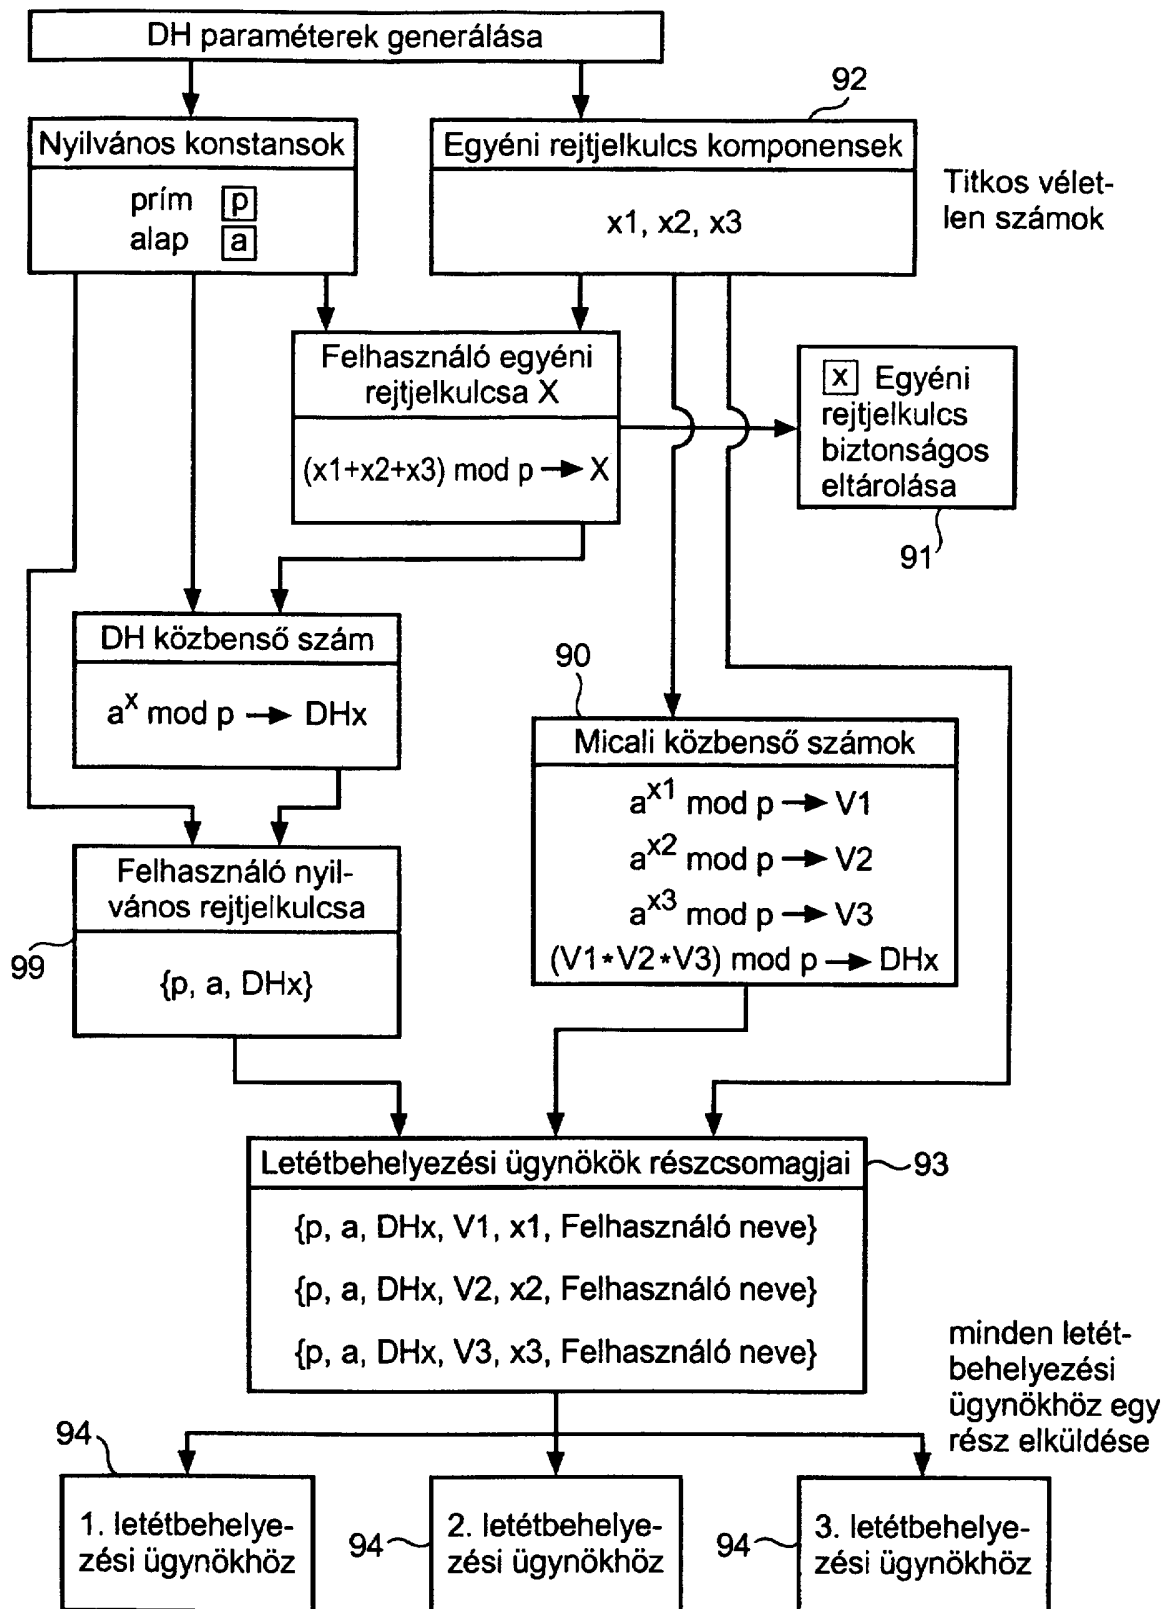 DH paraméterek generálása
92
Nyilvános konstansok
prím p
alap a
Egyéni rejtjelkulcs komponensek
x1, x2, x3
Titkos vélet-
len számok
Felhasználó egyéni
rejtjelkulcsa X
(x1+x2+x3) mod p → X
x Egyéni
rejtjelkulcs
biztonságos
eltárolása
91
DH közbenső szám
a^x mod p → DHx
90
Micali közbenső számok
a^x1 mod p → V1
a^x2 mod p → V2
a^x3 mod p → V3
(V1*V2*V3) mod p → DHx
Felhasználó nyil-
vános rejtjelkulcsa
{p, a, DHx}
99
Letétbehelyezési ügynökök részcsomagjai
93
{p, a, DHx, V1, x1, Felhasználó neve}
{p, a, DHx, V2, x2, Felhasználó neve}
{p, a, DHx, V3, x3, Felhasználó neve}
minden letét-
behelyezési
ügynökhöz egy
rész elküldése
94
1. letétbehelye-
zési ügynökhöz
94
2. letétbehelye-
zési ügynökhöz
94
3. letétbehelye-
zési ügynökhöz